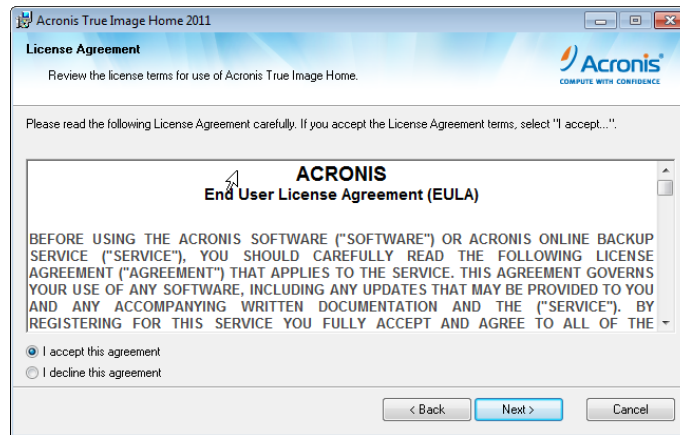 Acronis True Image Home 2011
License Agreement
Review the license terms for use of Acronis True Image Home.
Acronis
COMPUTE WITH CONFIDENCE
Please read the following License Agreement carefully. If you accept the License Agreement terms, select "I accept...".
ACRONIS
End User License Agreement (EULA)
BEFORE USING THE ACRONIS SOFTWARE ("SOFTWARE") OR ACRONIS ONLINE BACKUP
SERVICE ("SERVICE"), YOU SHOULD CAREFULLY READ THE FOLLOWING LICENSE
AGREEMENT ("AGREEMENT") THAT APPLIES TO THE SERVICE. THIS AGREEMENT GOVERNS
YOUR USE OF ANY SOFTWARE, INCLUDING ANY UPDATES THAT MAY BE PROVIDED TO YOU
AND ANY ACCOMPANYING WRITTEN DOCUMENTATION AND THE ("SERVICE"). BY
REGISTERING FOR THIS SERVICE YOU FULLY ACCEPT AND AGREE TO ALL OF THE
I accept this agreement
I decline this agreement
< Back
Next >
Cancel